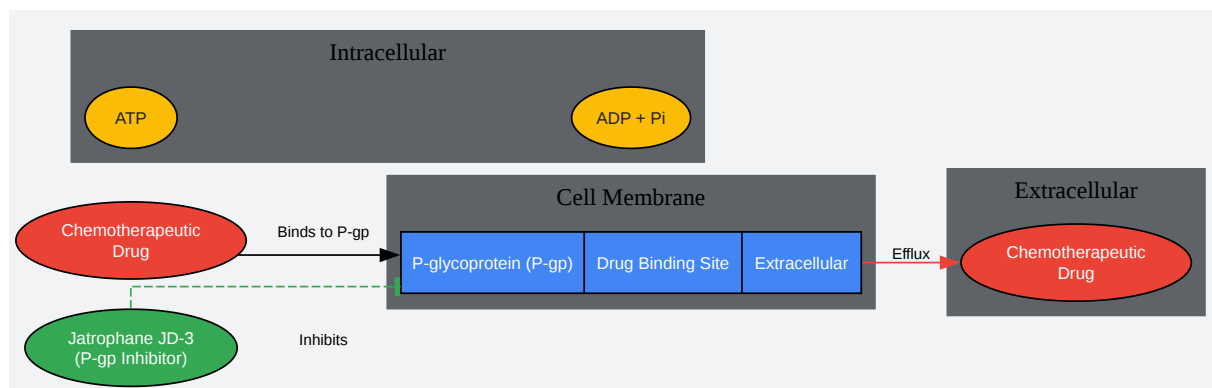 Intracellular
ATP
ADP + Pi
Cell Membrane
Extracellular
Chemotherapeutic
Drug
Binds to P-gp
P-glycoprotein (P-gp)
Drug Binding Site
Extracellular
Efflux
Chemotherapeutic
Drug
Jatrophane JD-3
(P-gp Inhibitor)
Inhibits